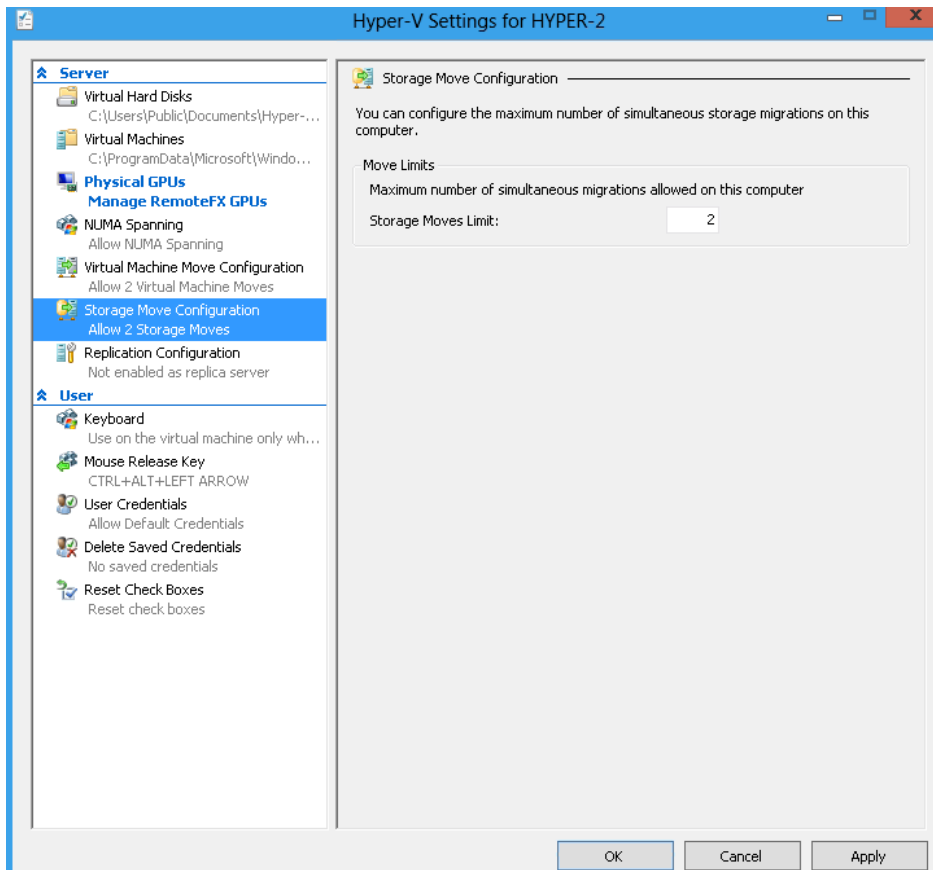 Hyper-V Settings for HYPER-2
Server
Virtual Hard Disks
C:\Users\Public\Documents\Hyper-...
Virtual Machines
C:\ProgramData\Microsoft\Windo...
Physical GPUs
Manage RemoteFX GPUs
NUMA Spanning
Allow NUMA Spanning
Virtual Machine Move Configuration
Allow 2 Virtual Machine Moves
Storage Move Configuration
Allow 2 Storage Moves
Replication Configuration
Not enabled as replica server
User
Keyboard
Use on the virtual machine only wh...
Mouse Release Key
CTRL+ALT+LEFT ARROW
User Credentials
Allow Default Credentials
Delete Saved Credentials
No saved credentials
Reset Check Boxes
Reset check boxes
Storage Move Configuration
You can configure the maximum number of simultaneous storage migrations on this
computer.
Move Limits
Maximum number of simultaneous migrations allowed on this computer
Storage Moves Limit: 2
OK Cancel Apply